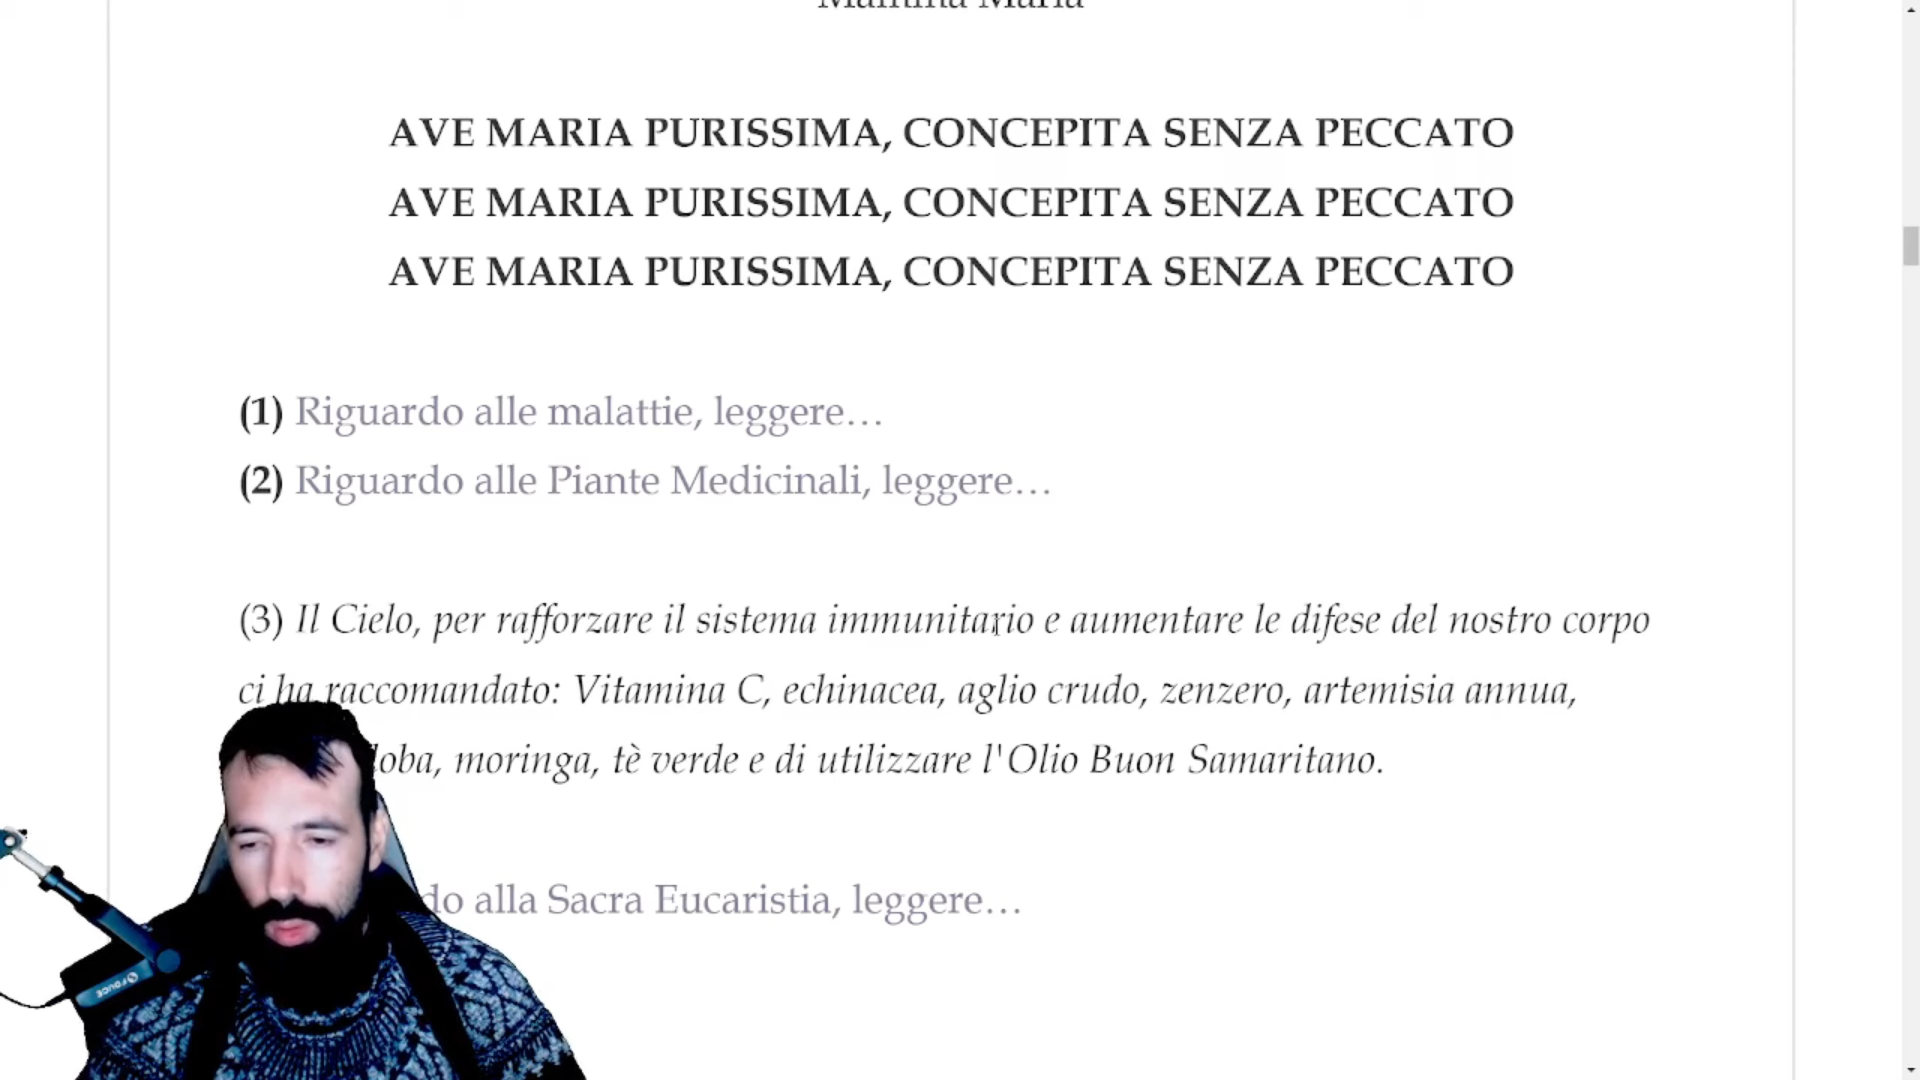 Mamma Maria
AVE MARIA PURISSIMA, CONCEPITA SENZA PECCATO
AVE MARIA PURISSIMA, CONCEPITA SENZA PECCATO
AVE MARIA PURISSIMA, CONCEPITA SENZA PECCATO
(1) Riguardo alle malattie, leggere…
(2) Riguardo alle Piante Medicinali, leggere…
(3) Il Cielo, per rafforzare il sistema immunitario e aumentare le difese del nostro corpo
ci ha raccomandato: Vitamina C, echinacea, aglio crudo, zenzero, artemisia annua,
loba, moringa, tè verde e di utilizzare l'Olio Buon Samaritano.
do alla Sacra Eucaristia, leggere…